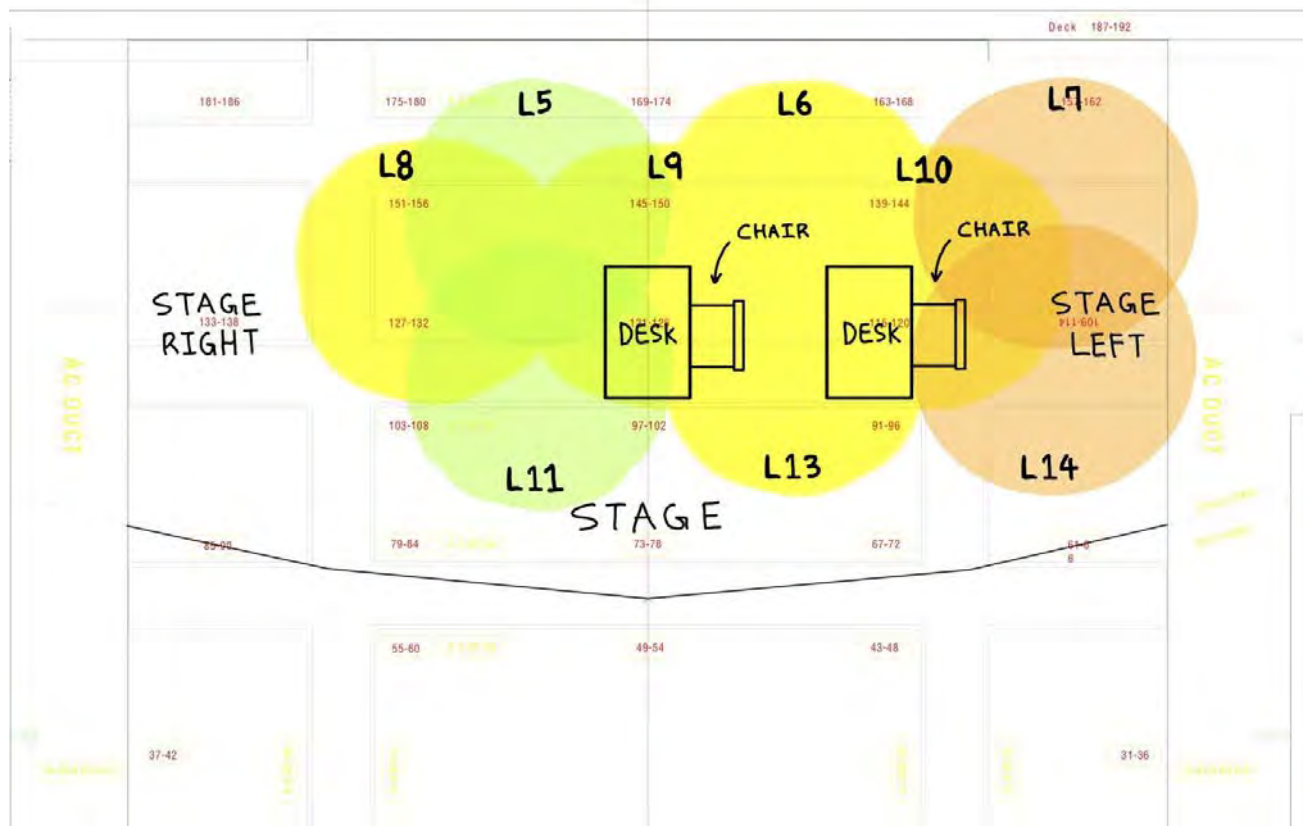 Deck 187-192
181-186
175-180
L5
169-174
L6
163-168
L7
L8
L9
L10
151-156
145-150
139-144
CHAIR
CHAIR
STAGE
RIGHT
133-138
127-132
DESK
DESK
STAGE
LEFT
109-114
AC DUCT
AC DUCT
103-108
97-102
91-96
L11
L13
L14
STAGE
85-90
79-84
73-78
67-72
55-60
49-54
43-48
37-42
31-36